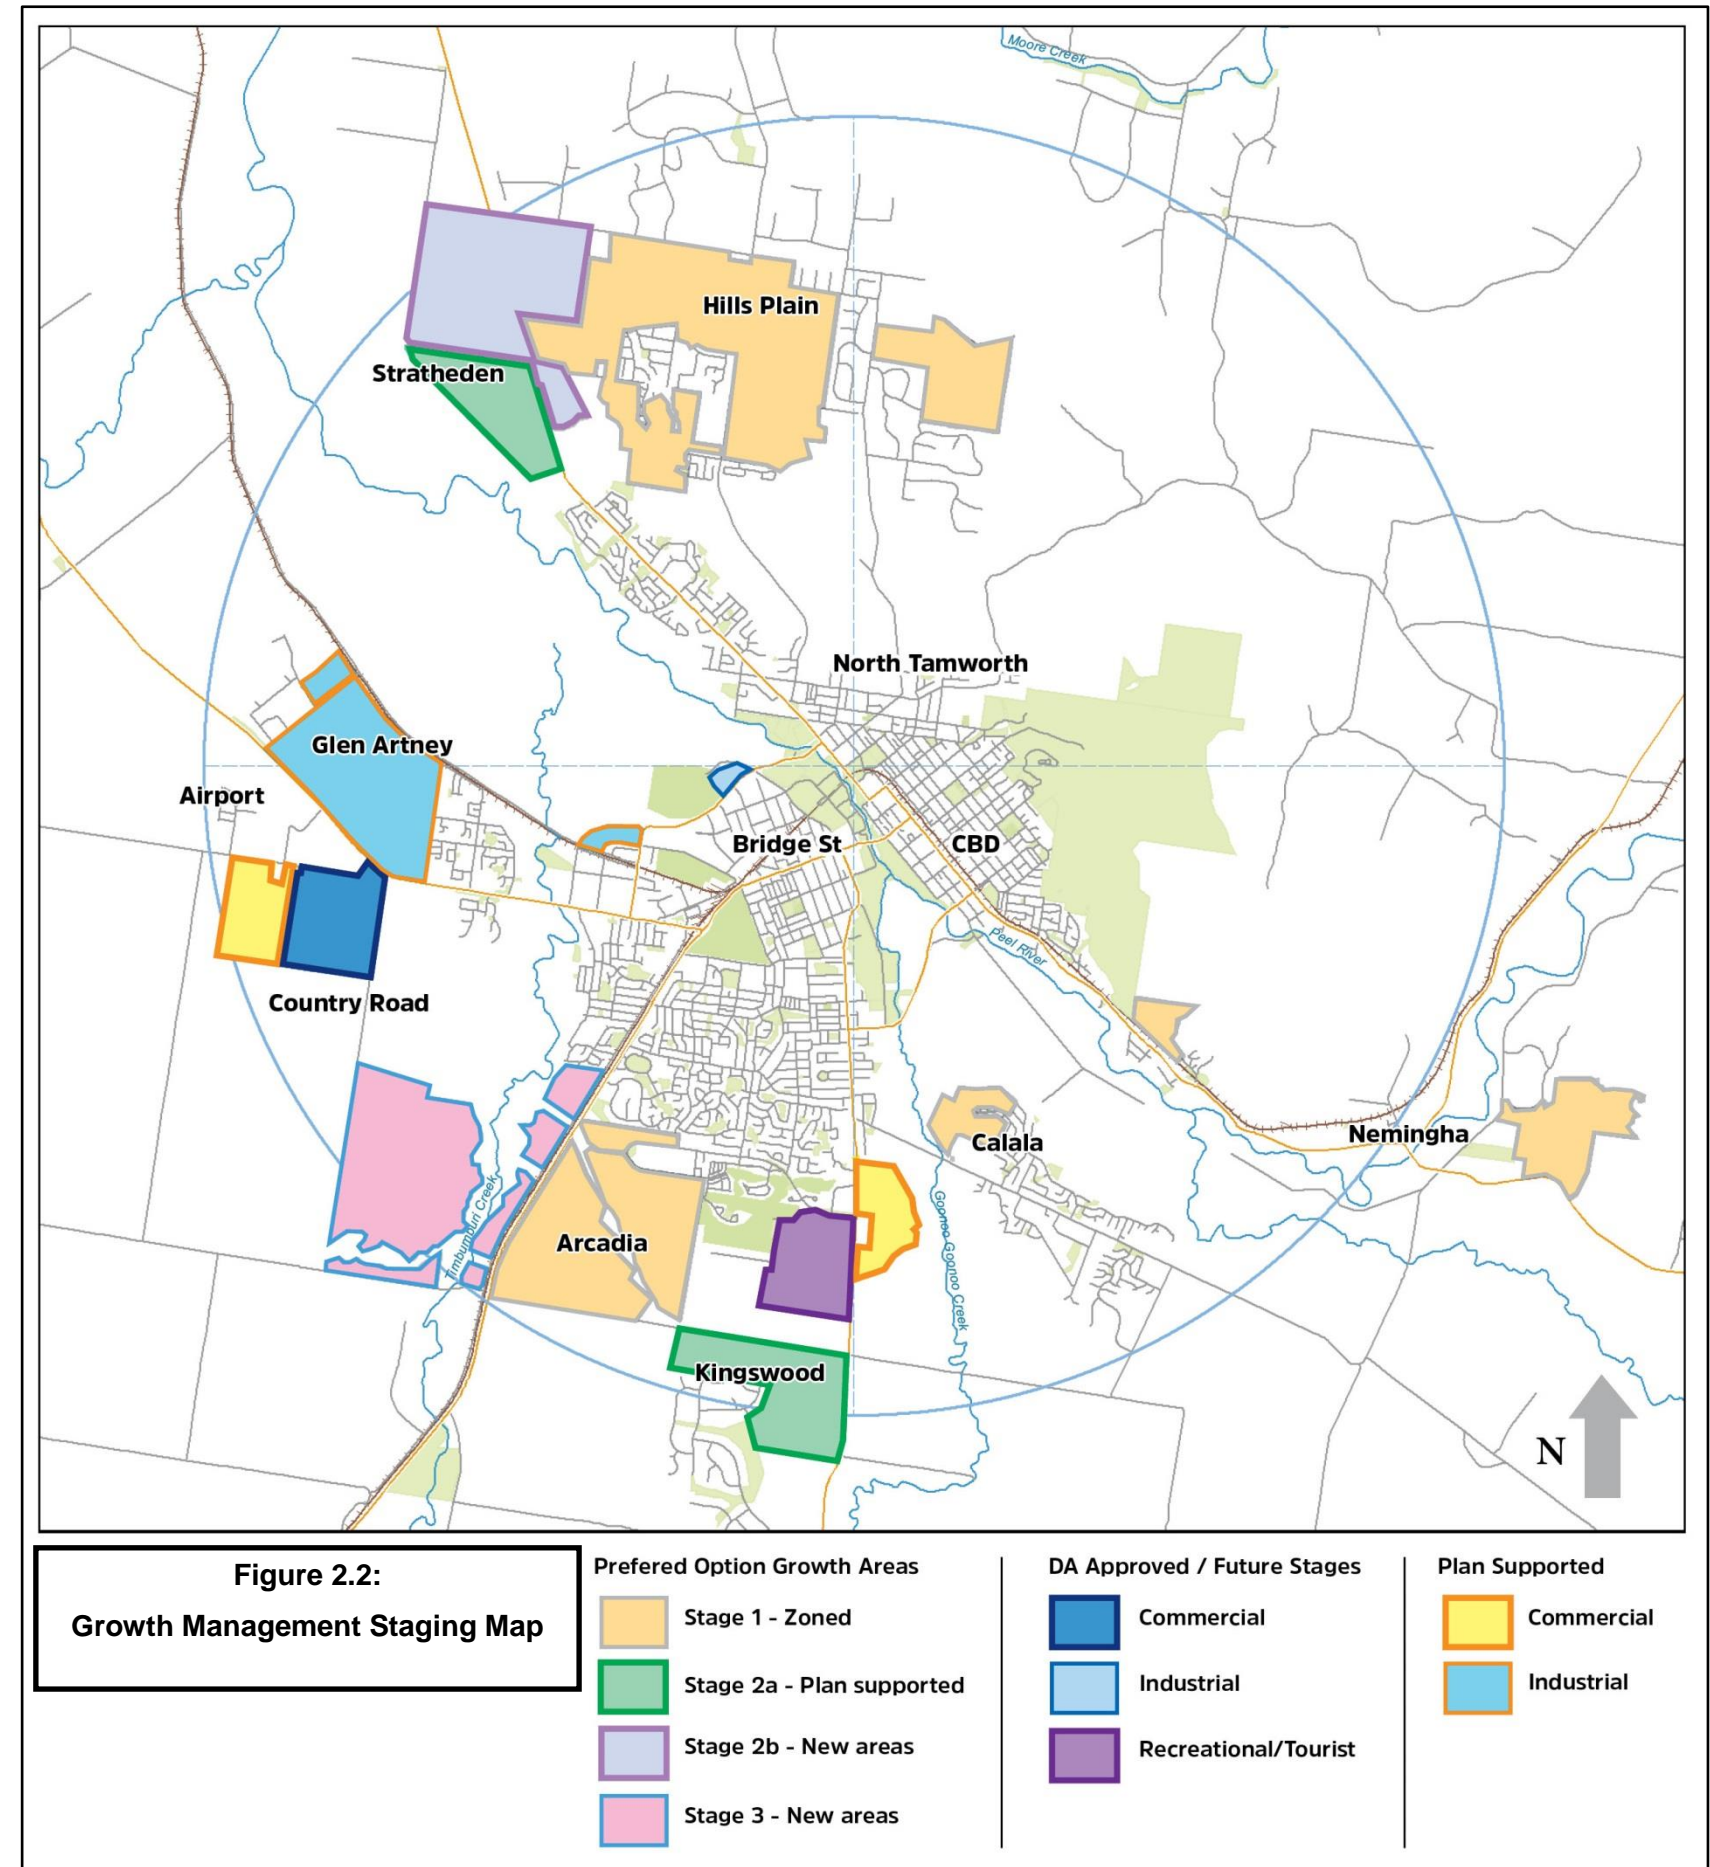 Moore Creek
Hills Plain
Stratheden
North Tamworth
Glen Artney
Airport
Bridge St
CBD
Peel River
Country Road
Nemingha
Calala
Timbumburi Creek
Goonoo Goonoo Creek
Arcadia
Kingswood
N
Figure 2.2:
Growth Management Staging Map
Prefered Option Growth Areas
Stage 1 - Zoned
Stage 2a - Plan supported
Stage 2b - New areas
Stage 3 - New areas
DA Approved / Future Stages
Commercial
Industrial
Recreational/Tourist
Plan Supported
Commercial
Industrial